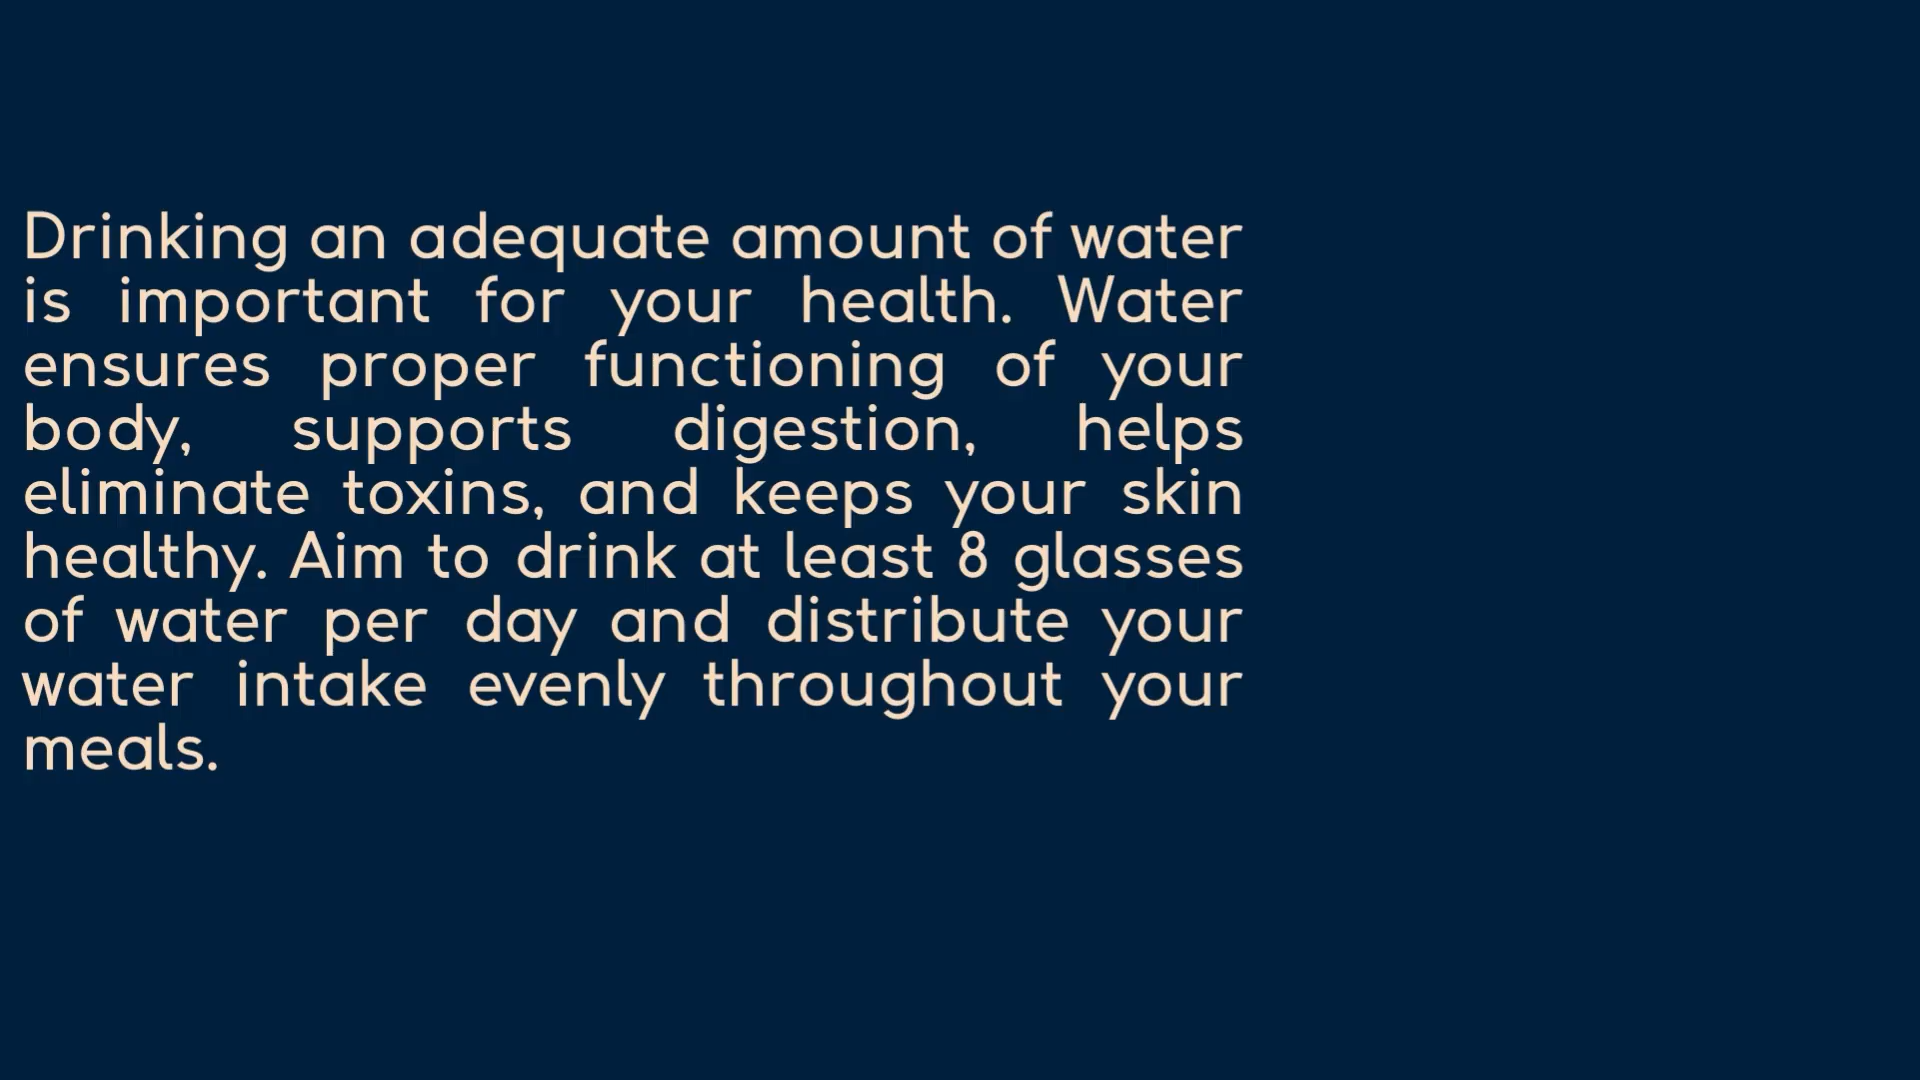 Drinking an adequate amount of water
is important for your health. Water
ensures proper functioning of your
body, supports digestion, helps
eliminate toxins, and keeps your skin
healthy. Aim to drink at least 8 glasses
of water per day and distribute your
water intake evenly throughout your
meals.